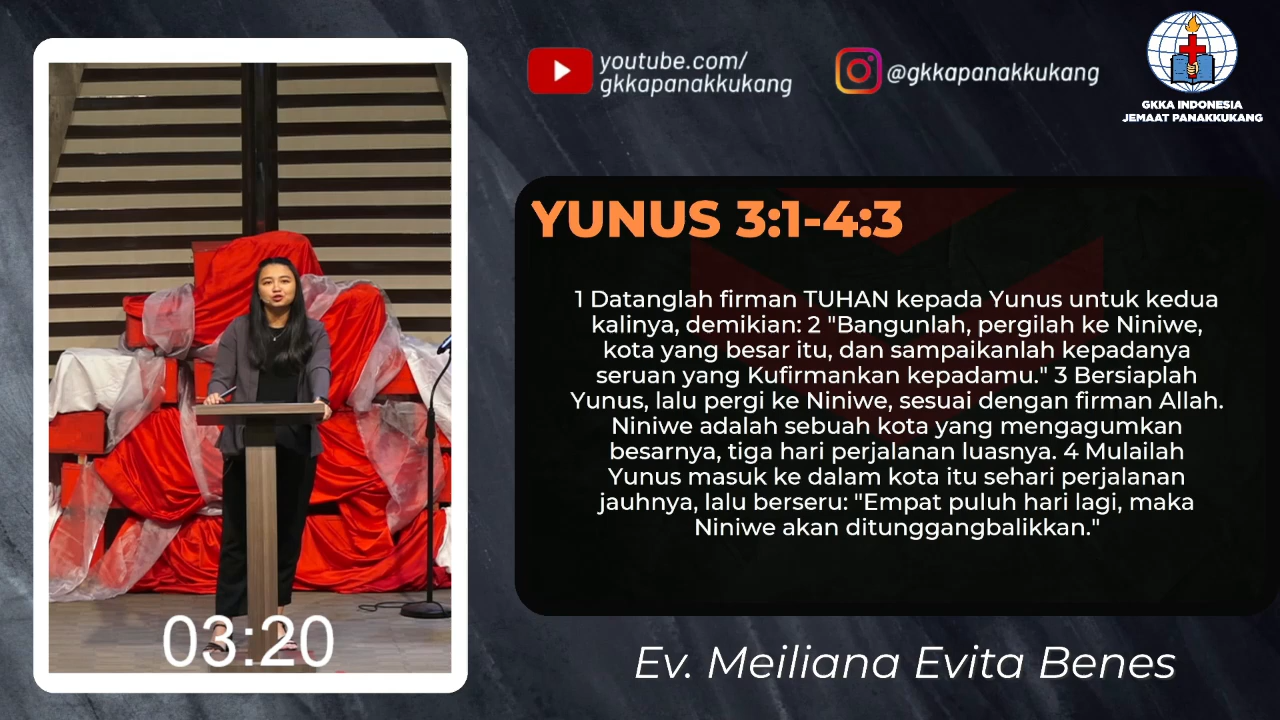 youtube.com/
gkkapanakkukang
@gkkapanakkukang
GKKA INDONESIA
JEMAAT PANAKKUKANG
YUNUS 3:1-4:3
1 Datanglah firman TUHAN kepada Yunus untuk kedua
kalinya, demikian: 2 "Bangunlah, pergilah ke Niniwe,
kota yang besar itu, dan sampaikanlah kepadanya
seruan yang Kufirmankan kepadamu." 3 Bersiaplah
Yunus, lalu pergi ke Niniwe, sesuai dengan firman Allah.
Niniwe adalah sebuah kota yang mengagumkan
besarnya, tiga hari perjalanan luasnya. 4 Mulailah
Yunus masuk ke dalam kota itu sehari perjalanan
jauhnya, lalu berseru: "Empat puluh hari lagi, maka
Niniwe akan ditunggangbalikkan."
03:20
Ev. Meiliana Evita Benes